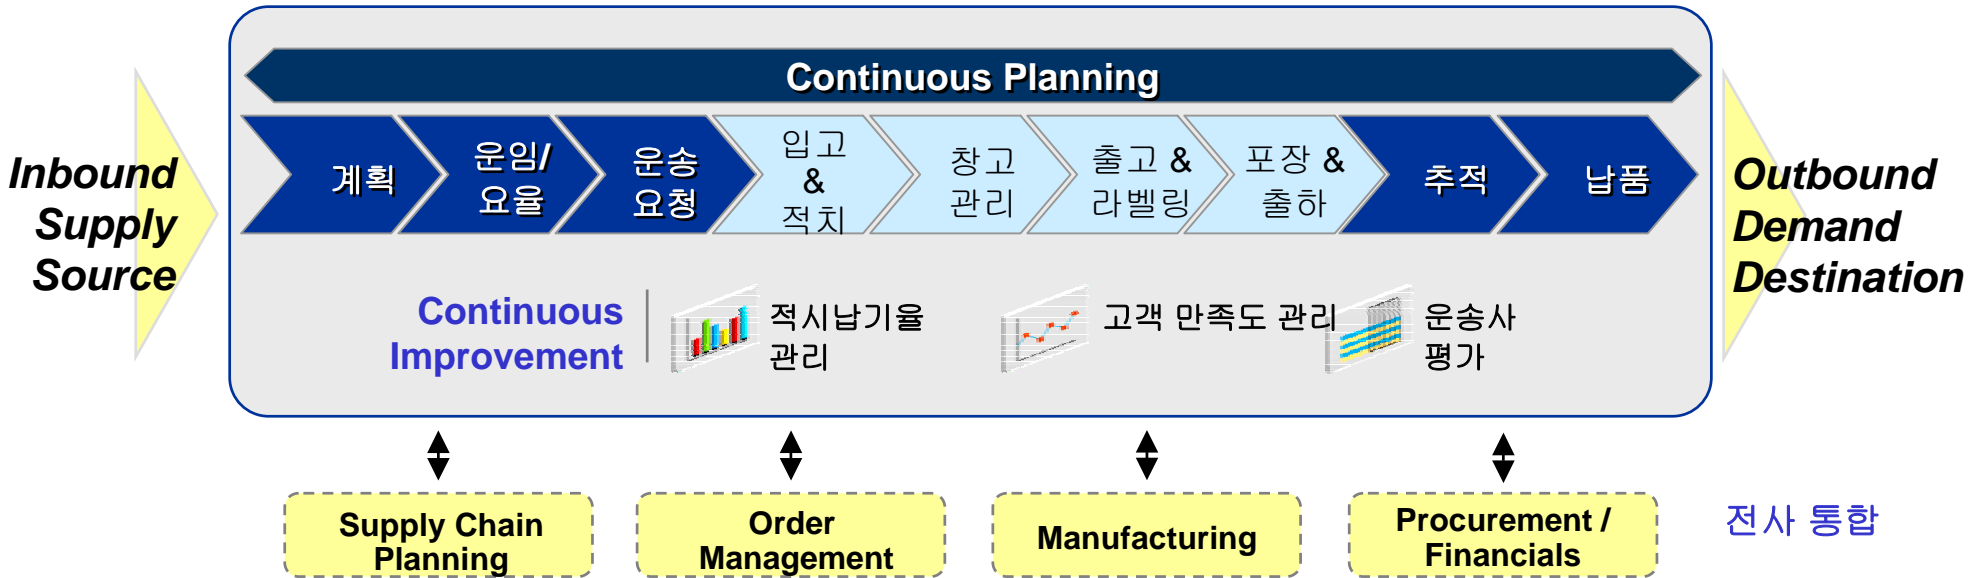 Continuous Planning
Inbound
Supply
Source
계획
운임/
요율
운송
요청
입고
&
적치
창고
관리
출고 &
라벨링
포장 &
출하
추적
납품
Outbound
Demand
Destination
Continuous
Improvement
적시납기율
관리
고객 만족도 관리
운송사
평가
Supply Chain
Planning
Order
Management
Manufacturing
Procurement /
Financials
전사 통합